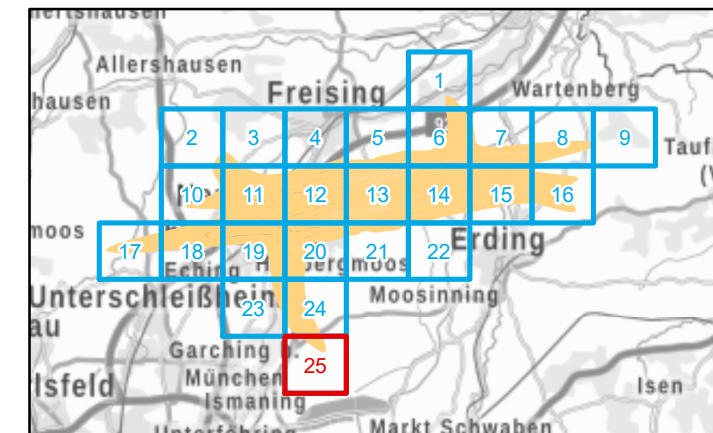 Allershausen
hausen
Freising
Wartenberg
1
2 3 4 5 6 7 8 9
Tauf
(V
10 11 12 13 14 15 16
moos
17 18 19 20 21 22
Erding
Eching
Unterschleißheim
23 24
Moosinning
au
Garching b.
München
25
lsfeld
Ismaning
Isen
Unterföhring
Markt Schwaben